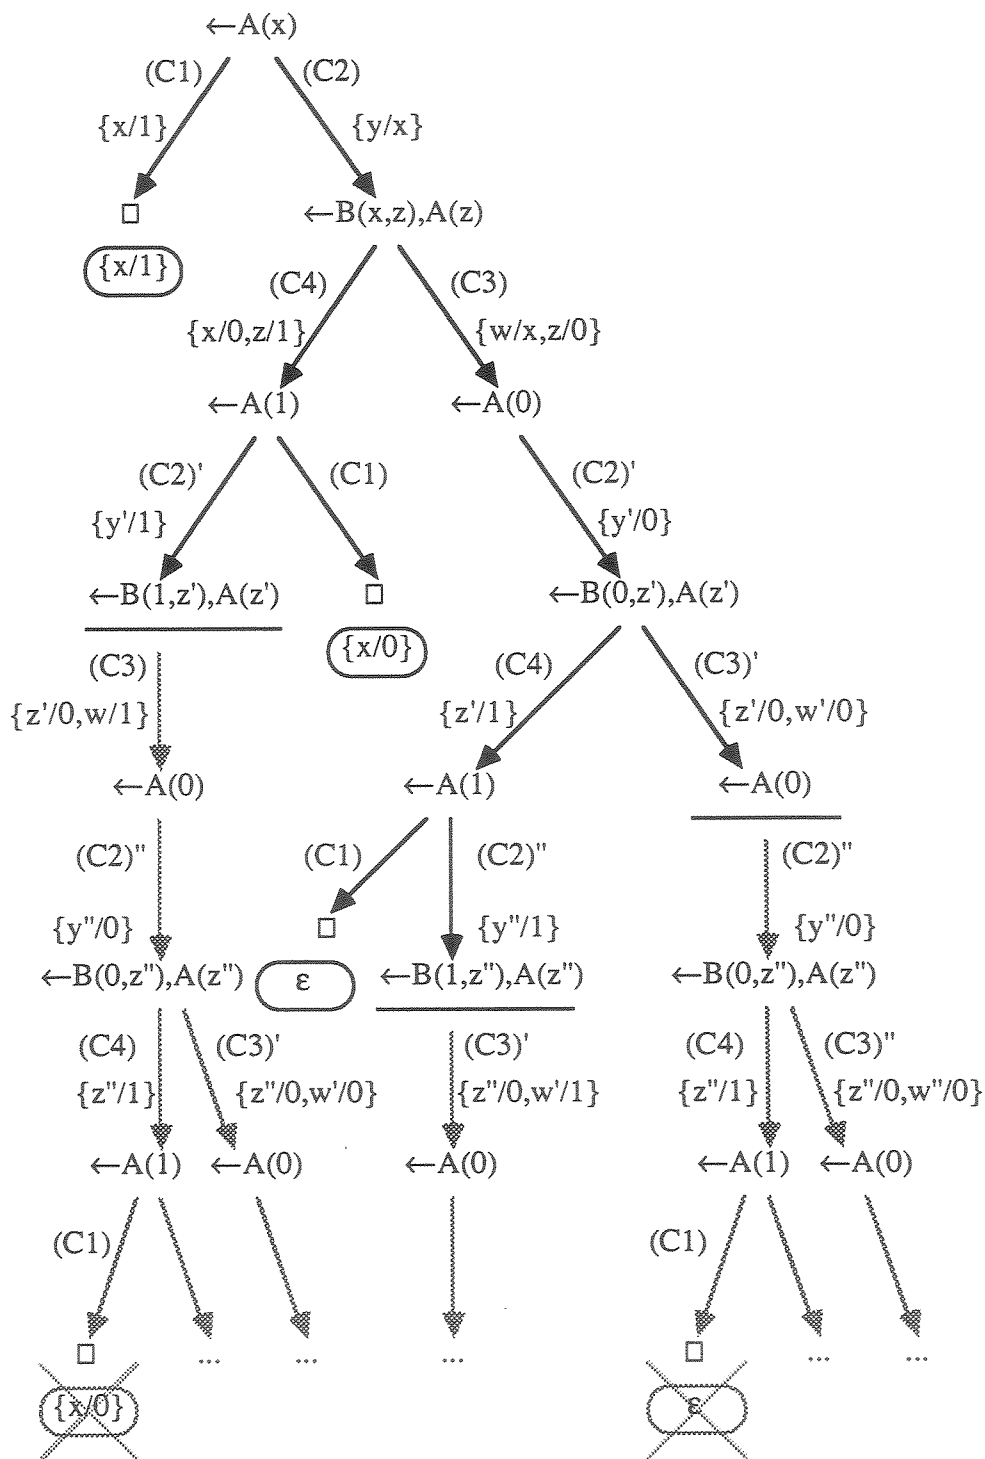 ←A(x)
(C1) (C2)
{x/1} {y/x}
□ ←B(x,z),A(z)
{x/1}
(C4) (C3)
{x/0,z/1} {w/x,z/0}
←A(1) ←A(0)
(C2)' (C1) (C2)'
{y'/1} {y'/0}
←B(1,z'),A(z') □ ←B(0,z'),A(z')
{x/0}
(C3) (C4) (C3)'
{z'/0,w/1} {z'/1} {z'/0,w'/0}
←A(0) ←A(1) ←A(0)
(C2)" (C1) (C2)" (C2)"
{y"/0} □ {y"/1} {y"/0}
←B(0,z"),A(z") ε ←B(1,z"),A(z") ←B(0,z"),A(z")
(C4) (C3)' (C3)' (C4) (C3)"
{z"/1} {z"/0,w'/0} {z"/0,w'/1} {z"/1} {z"/0,w"/0}
←A(1) ←A(0) ←A(0) ←A(1) ←A(0)
(C1) (C1)
□ ... ... ... □ ... ...
{x/0} ε